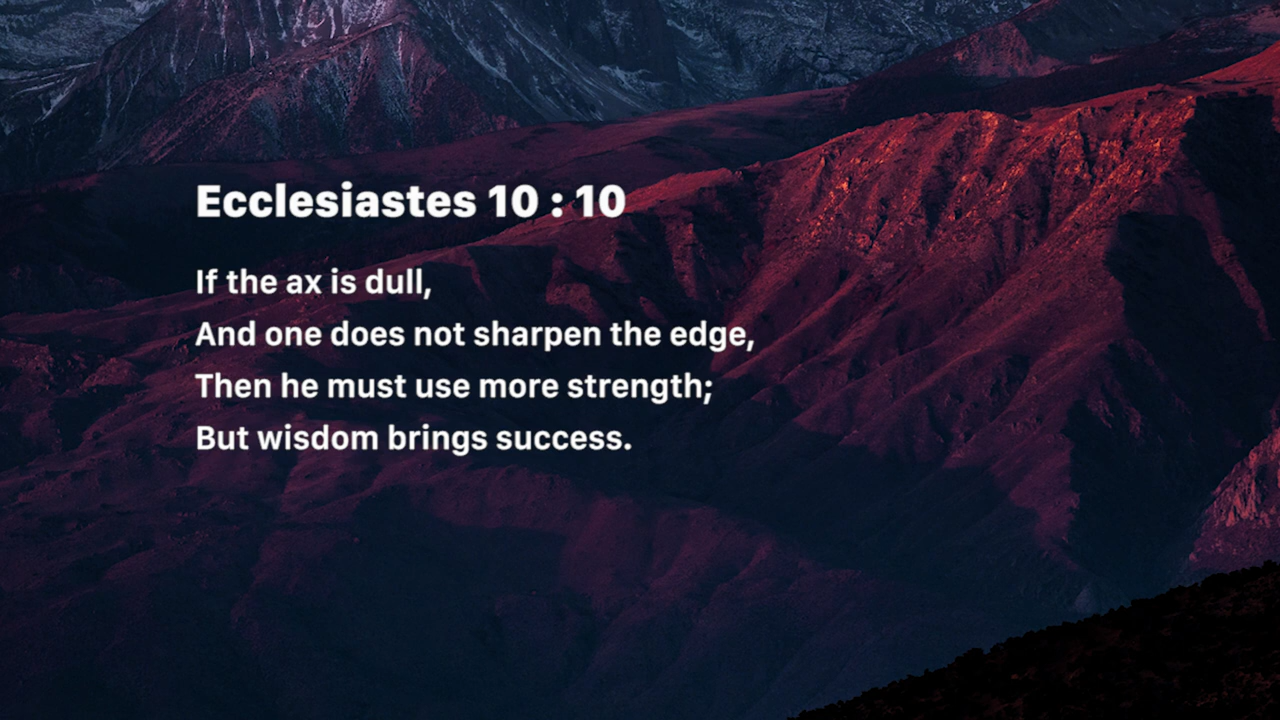 Ecclesiastes 10 : 10
If the ax is dull,
And one does not sharpen the edge,
Then he must use more strength;
But wisdom brings success.